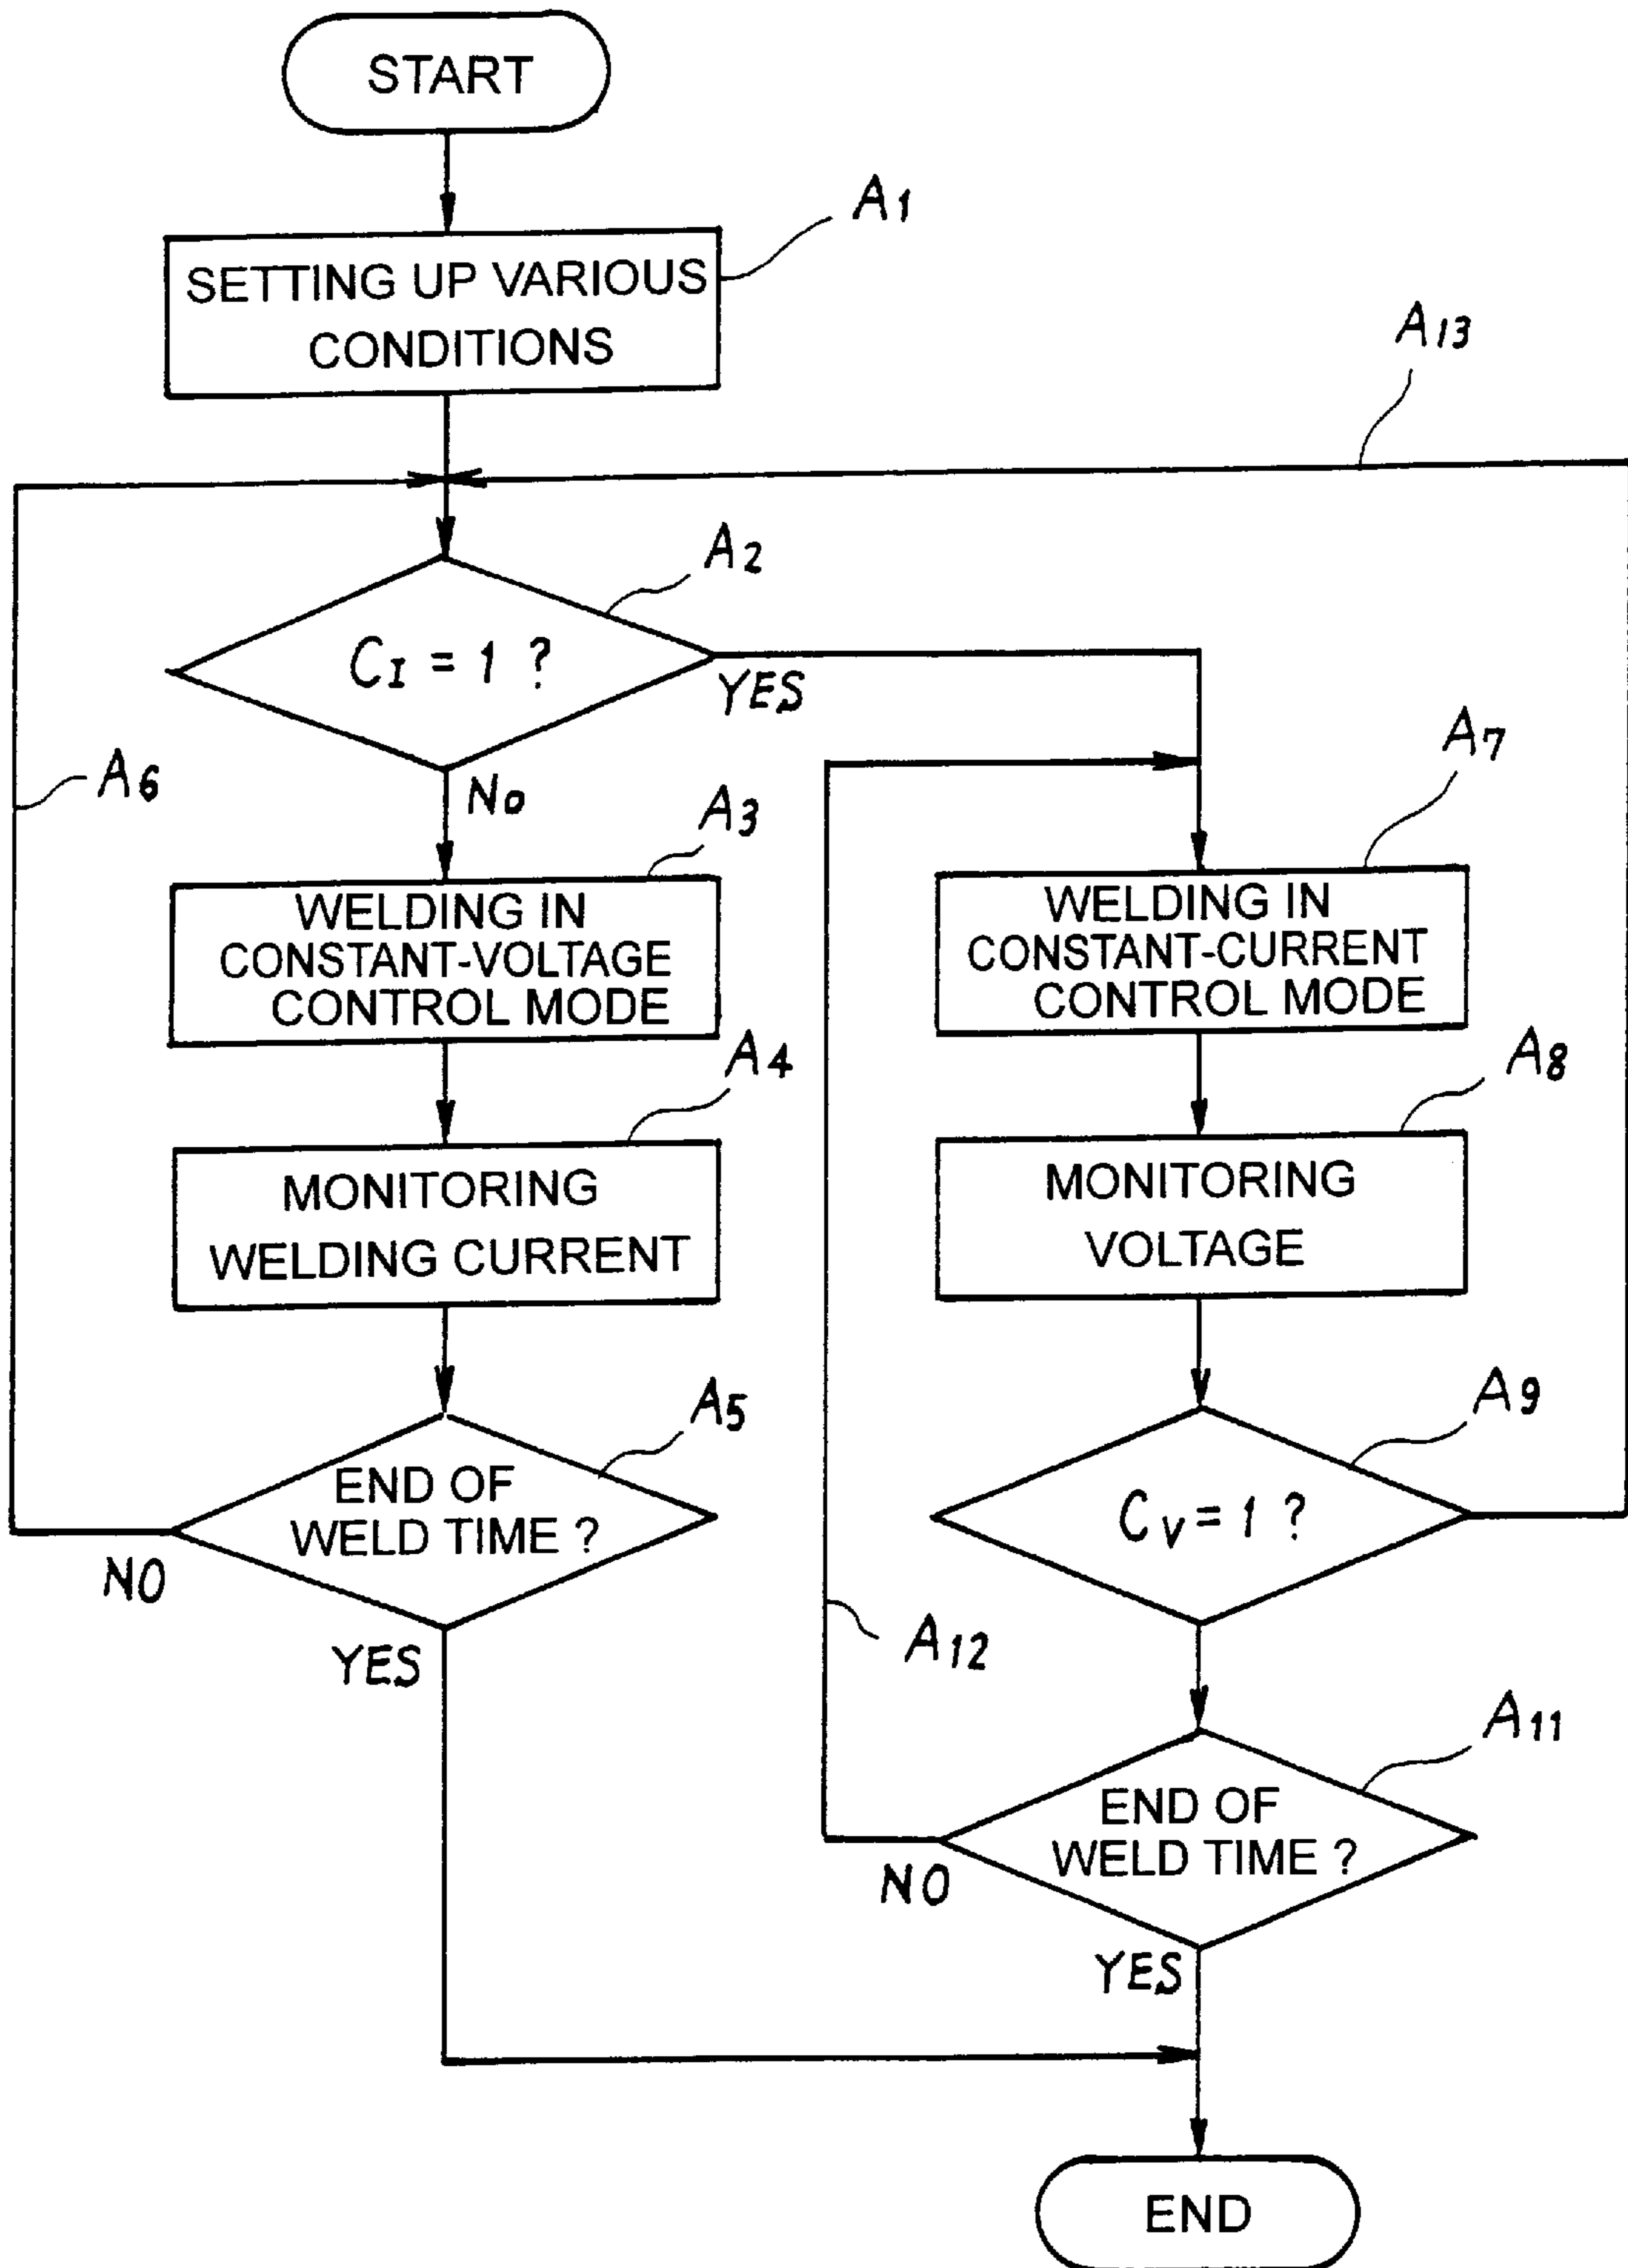 START
A1
SETTING UP VARIOUS
CONDITIONS
A13
A2
CI = 1 ?
YES
A6
No
A7
A3
WELDING IN
CONSTANT-VOLTAGE
CONTROL MODE
WELDING IN
CONSTANT-CURRENT
CONTROL MODE
A4
A8
MONITORING
WELDING CURRENT
MONITORING
VOLTAGE
A5
A9
END OF
WELD TIME ?
NO
YES
CV = 1 ?
A12
A11
END OF
WELD TIME ?
NO
YES
END